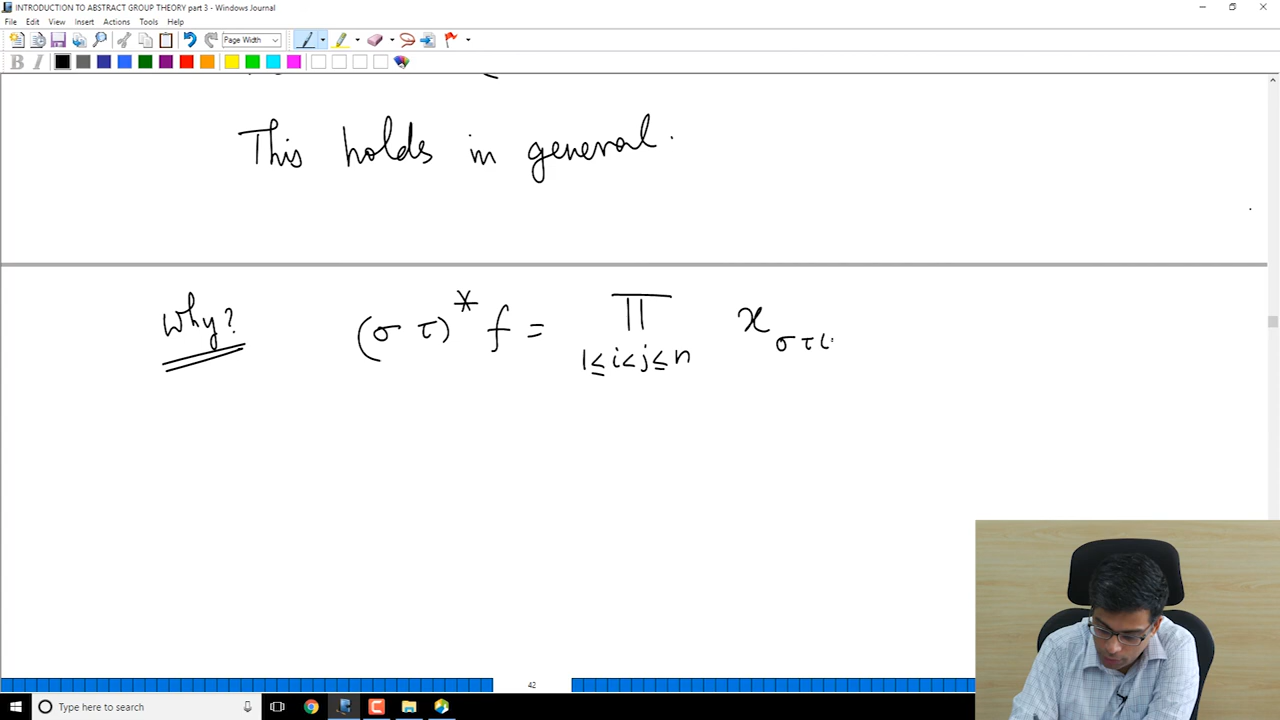 INTRODUCTION TO ABSTRACT GROUP THEORY part 3 - Windows Journal
File Edit View Insert Actions Tools Help
Page Width
B I
This holds in general.
Why? (σ τ)* f = ∏ x
σ τ (
1≤i<j≤n
42
Type here to search